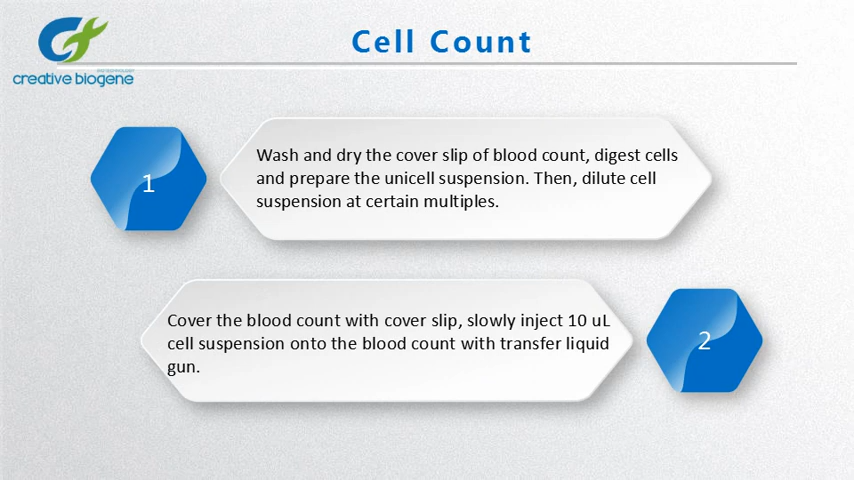 Cell Count
creative biogene
1
Wash and dry the cover slip of blood count, digest cells
and prepare the unicell suspension. Then, dilute cell
suspension at certain multiples.
Cover the blood count with cover slip, slowly inject 10 uL
cell suspension onto the blood count with transfer liquid
gun.
2